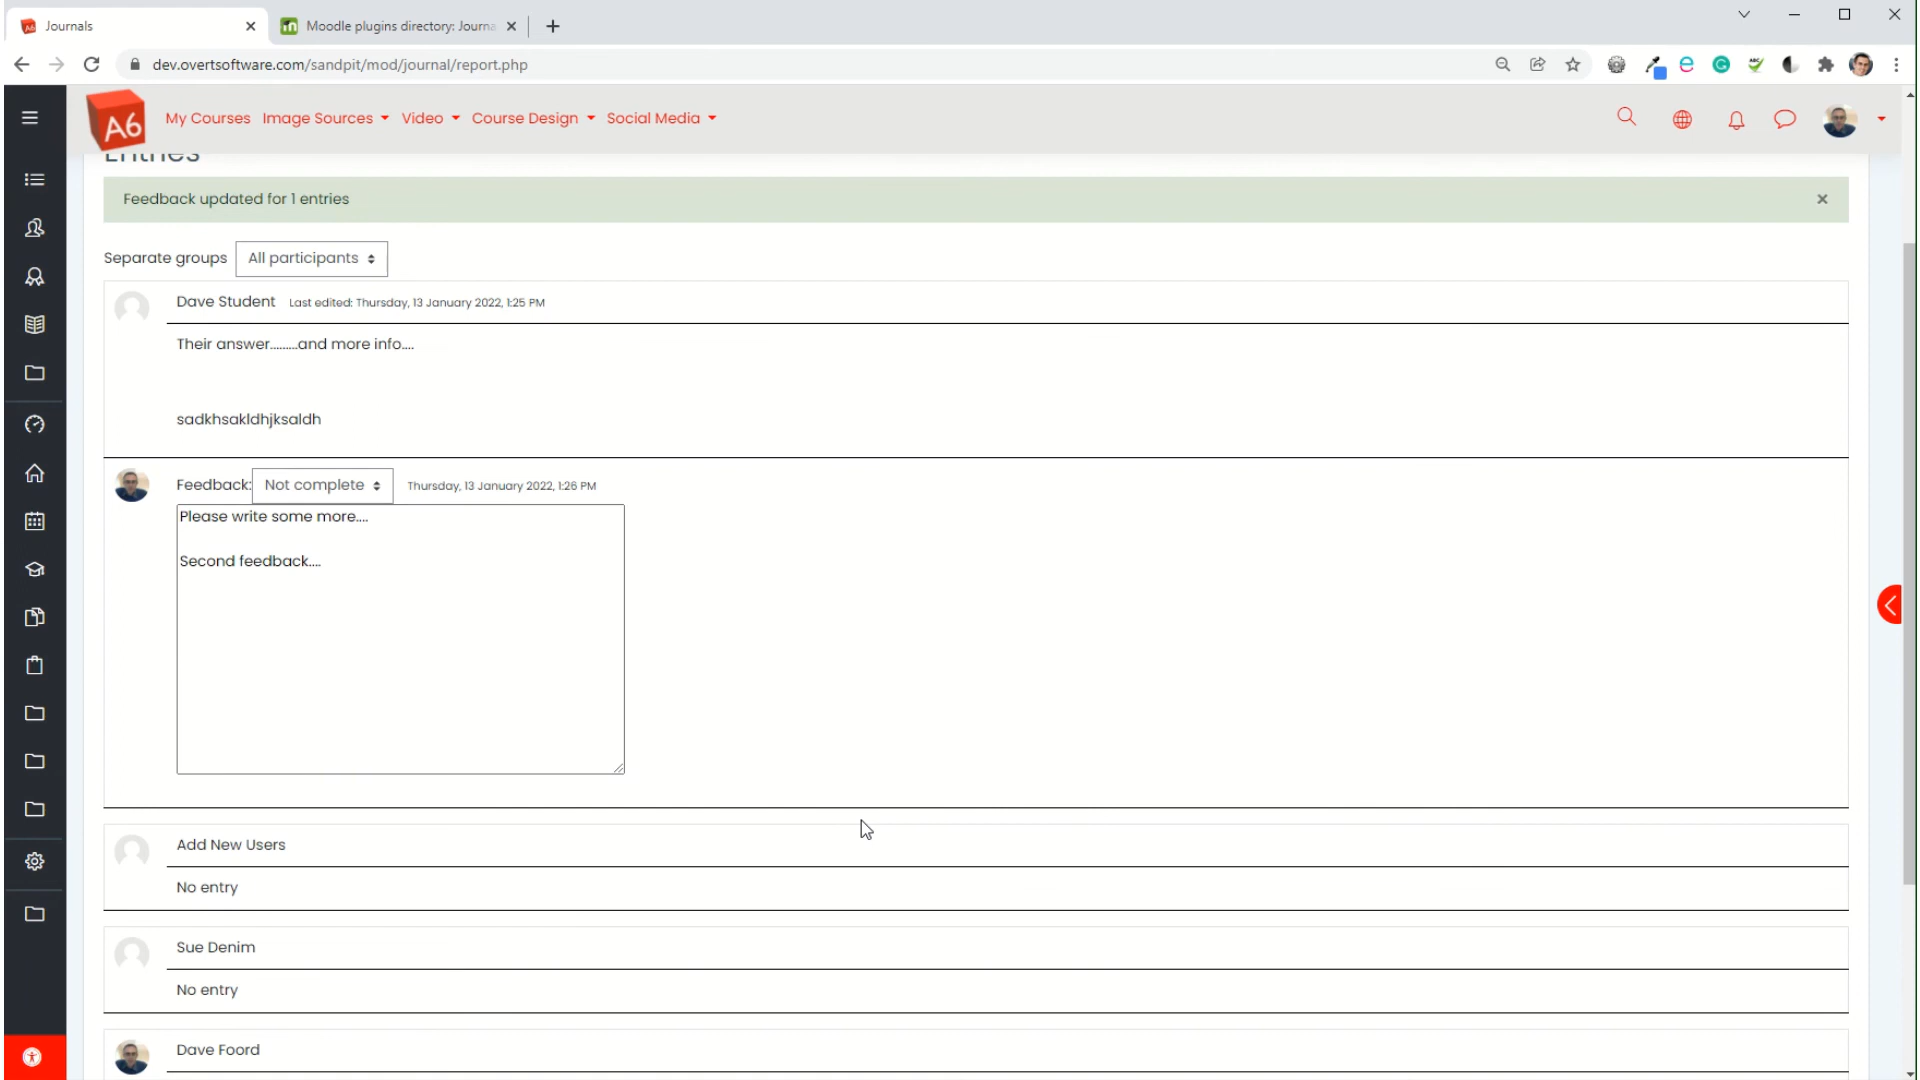 Journals
Moodle plugins directory: Journa
dev.overtsoftware.com/sandpit/mod/journal/report.php
A6
My Courses Image Sources Video Course Design Social Media
Entries
Feedback updated for 1 entries
Separate groups All participants
Dave Student Last edited: Thursday, 13 January 2022, 1:25 PM
Their answer.........and more info....
sadkhsakldhjksaldh
Feedback: Not complete Thursday, 13 January 2022, 1:26 PM
Please write some more....
Second feedback....
Add New Users
No entry
Sue Denim
No entry
Dave Foord